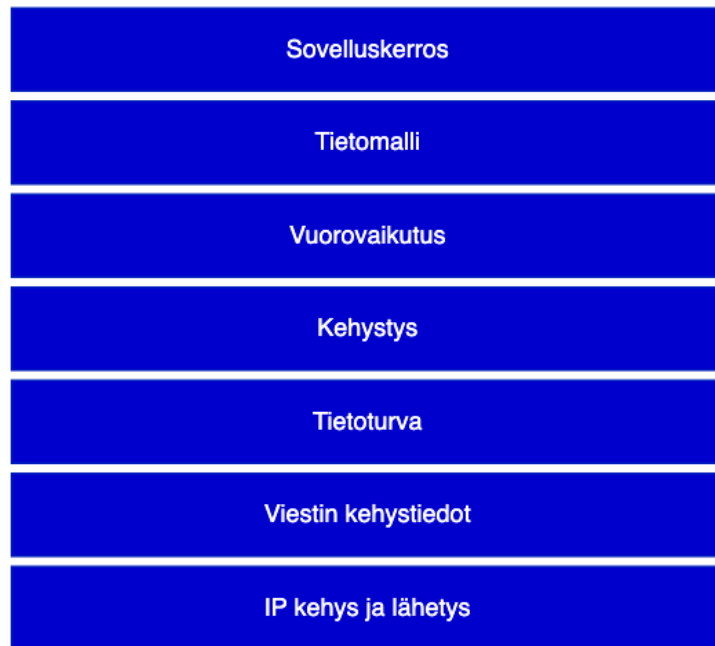 Sovelluskerros
Tietomalli
Vuorovaikutus
Kehystys
Tietoturva
Viestin kehystiedot
IP kehys ja lähetys